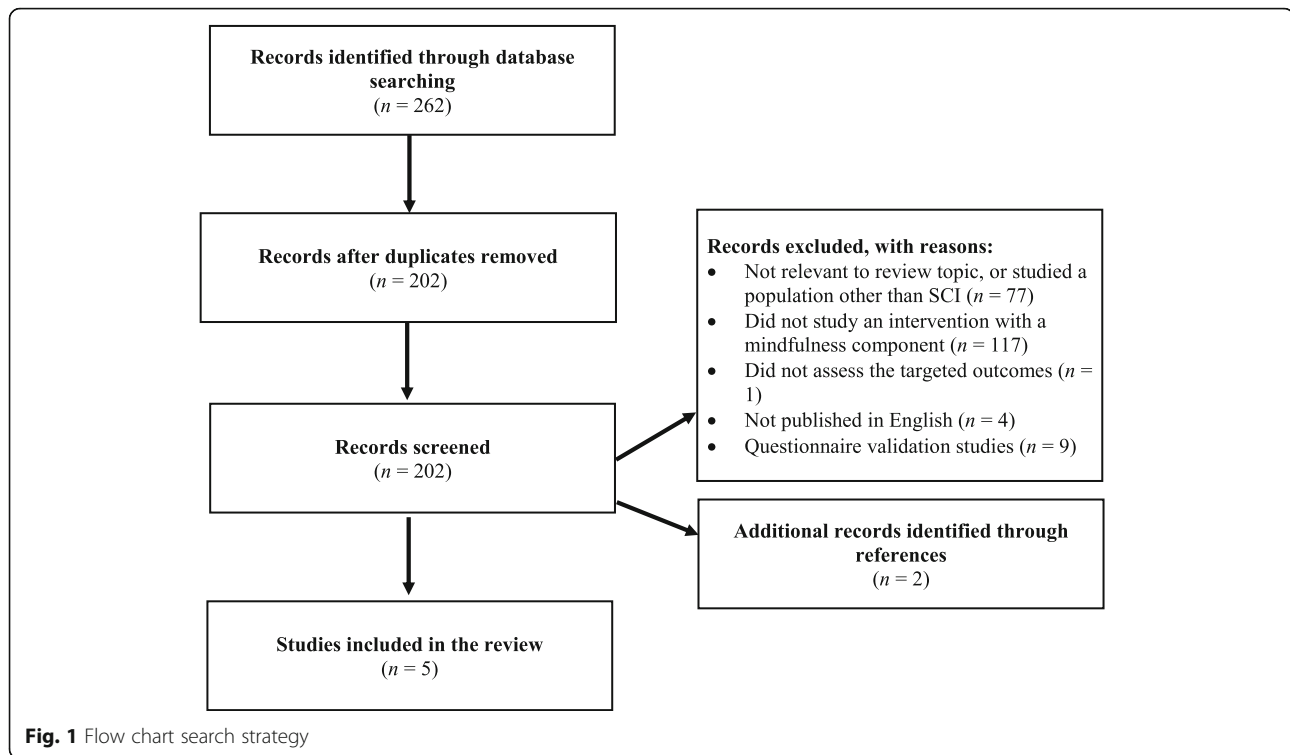 Records identified through database
searching
(n = 262)
Records after duplicates removed
(n = 202)
Records screened
(n = 202)
Records excluded, with reasons:
• Not relevant to review topic, or studied a
population other than SCI (n = 77)
• Did not study an intervention with a
mindfulness component (n = 117)
• Did not assess the targeted outcomes (n =
1)
• Not published in English (n = 4)
• Questionnaire validation studies (n = 9)
Additional records identified through
references
(n = 2)
Studies included in the review
(n = 5)
Fig. 1 Flow chart search strategy